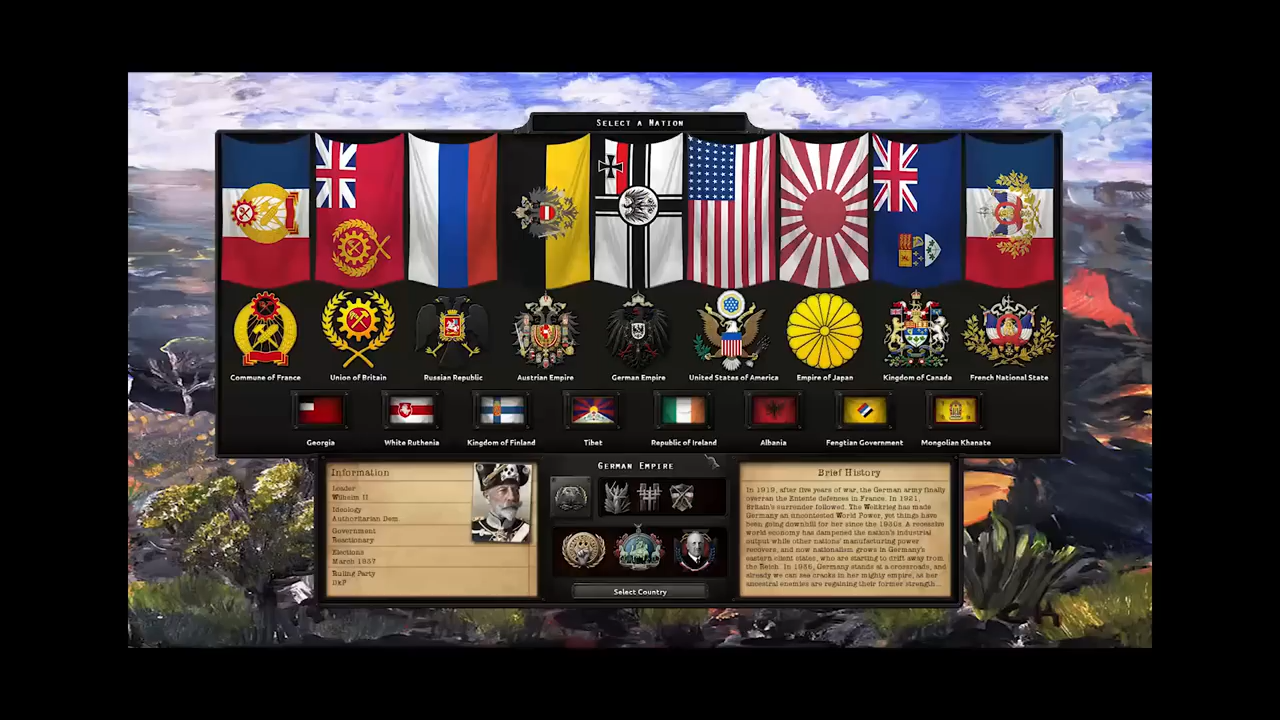 SELECT A NATION
Commune of France
Union of Britain
Russian Republic
Austrian Empire
German Empire
United States of America
Empire of Japan
Kingdom of Canada
French National State
Georgia
White Ruthenia
Kingdom of Finland
Tibet
Republic of Ireland
Albania
Fengtian Government
Mongolian Khanate
Information
Leader
Wilhelm II
Ideology
Authoritarian Dem.
Government
Reactionary
Elections
March 1937
Ruling Party
DkP
GERMAN EMPIRE
Select Country
Brief History
In 1919, after five years of war, the German army finally
overran the Entente defences in France. In 1921,
Britain's surrender followed. The Weltkrieg has made
Germany an uncontested World Power, yet things have
been going downhill for her since the 1930s. A recessive
world economy has dampened the nation's industrial
output while other nations' manufacturing power
recovers, and now nationalism grows in Germany's
eastern client states, who are starting to drift away from
the Reich. In 1936, Germany stands at a crossroads, and
already we can see cracks in her mighty empire, as her
ancestral enemies are regaining their former strength...